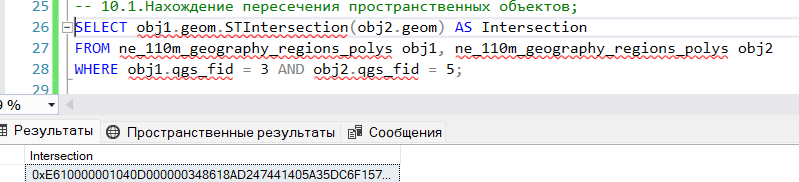 25
-- 10.1.Нахождение пересечения пространственных объектов;
26 SELECT obj1.geom.STIntersection(obj2.geom) AS Intersection
27 FROM ne_110m_geography_regions_polys obj1, ne_110m_geography_regions_polys obj2
28 WHERE obj1.qgs_fid = 3 AND obj2.qgs_fid = 5;
29
9 %
Результаты Пространственные результаты Сообщения
Intersection
0xE610000001040D000000348618AD247441405A35DC6F157...